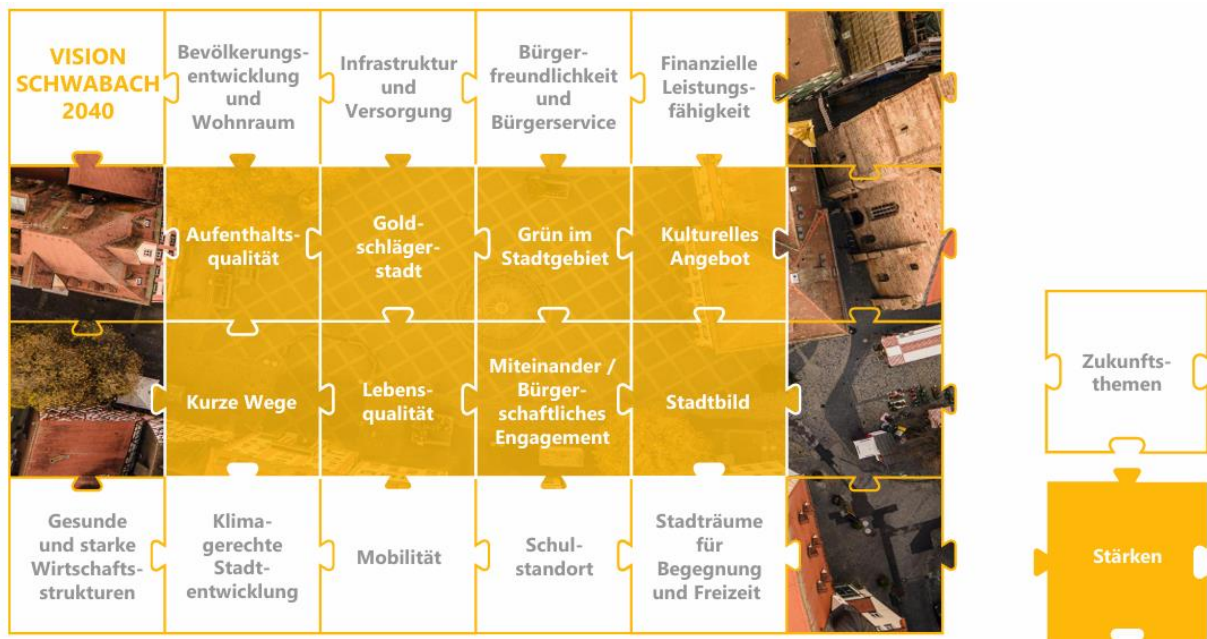 VISION
SCHWABACH
2040
Bevölkerungs-
entwicklung
und
Wohnraum
Infrastruktur
und
Versorgung
Bürger-
freundlichkeit
und
Bürgerservice
Finanzielle
Leistungs-
fähigkeit
Aufenthalts-
qualität
Gold-
schläger-
stadt
Grün im
Stadtgebiet
Kulturelles
Angebot
Kurze Wege
Lebens-
qualität
Miteinander /
Bürger-
schaftliches
Engagement
Stadtbild
Gesunde
und starke
Wirtschafts-
strukturen
Klima-
gerechte
Stadt-
entwicklung
Mobilität
Schul-
standort
Stadträume
für
Begegnung
und Freizeit
Zukunfts-
themen
Stärken